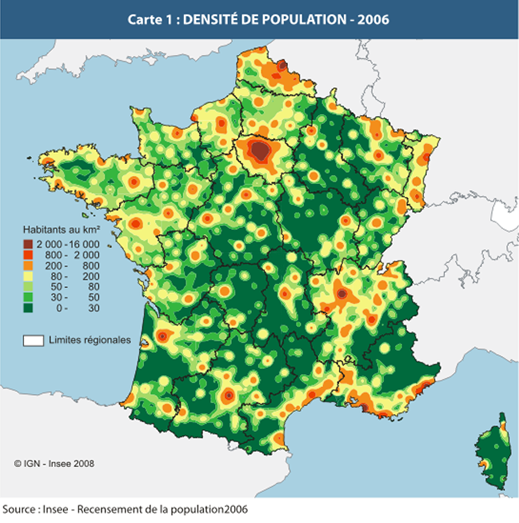 Carte 1 : DENSITÉ DE POPULATION - 2006
Habitants au km²
2 000 - 16 000
800 - 2 000
200 - 800
80 - 200
50 - 80
30 - 50
0 - 30
Limites régionales
© IGN - Insee 2008
Source : Insee - Recensement de la population2006